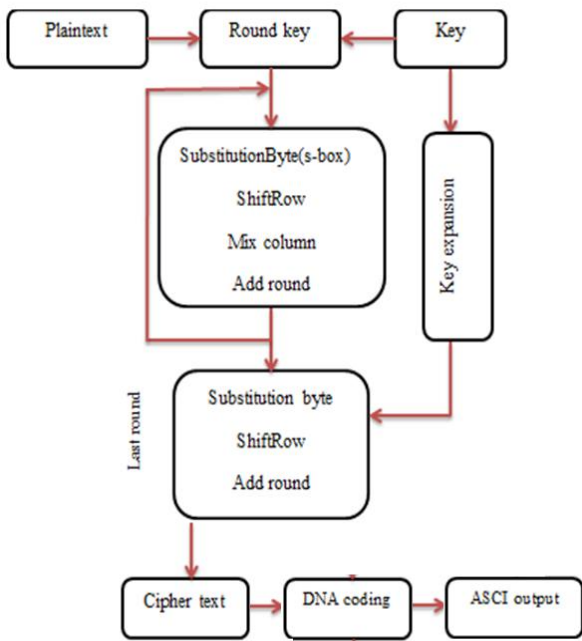 Plaintext
Round key
Key
SubstitutionByte(s-box)
ShiftRow
Mix column
Add round
Key expansion
Last round
Substitution byte
ShiftRow
Add round
Cipher text
DNA coding
ASCI output